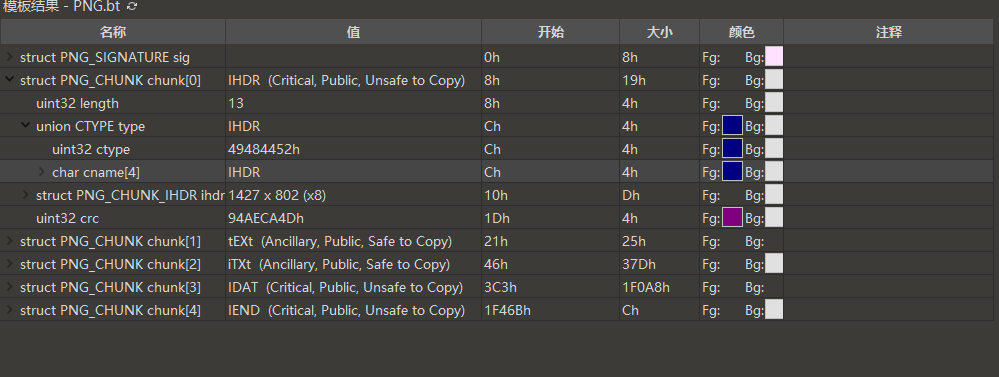 模板结果 - PNG.bt
名称 值 开始 大小 颜色 注释
struct PNG_SIGNATURE sig 0h 8h Fg: Bg:
struct PNG_CHUNK chunk[0] IHDR (Critical, Public, Unsafe to Copy) 8h 19h Fg: Bg:
uint32 length 13 8h 4h Fg: Bg:
union CTYPE type IHDR Ch 4h Fg: Bg:
uint32 ctype 49484452h Ch 4h Fg: Bg:
char cname[4] IHDR Ch 4h Fg: Bg:
struct PNG_CHUNK_IHDR ihdr 1427 x 802 (x8) 10h Dh Fg: Bg:
uint32 crc 94AECA4Dh 1Dh 4h Fg: Bg:
struct PNG_CHUNK chunk[1] tEXt (Ancillary, Public, Safe to Copy) 21h 25h Fg: Bg:
struct PNG_CHUNK chunk[2] iTXt (Ancillary, Public, Safe to Copy) 46h 37Dh Fg: Bg:
struct PNG_CHUNK chunk[3] IDAT (Critical, Public, Unsafe to Copy) 3C3h 1F0A8h Fg: Bg:
struct PNG_CHUNK chunk[4] IEND (Critical, Public, Unsafe to Copy) 1F46Bh Ch Fg: Bg: